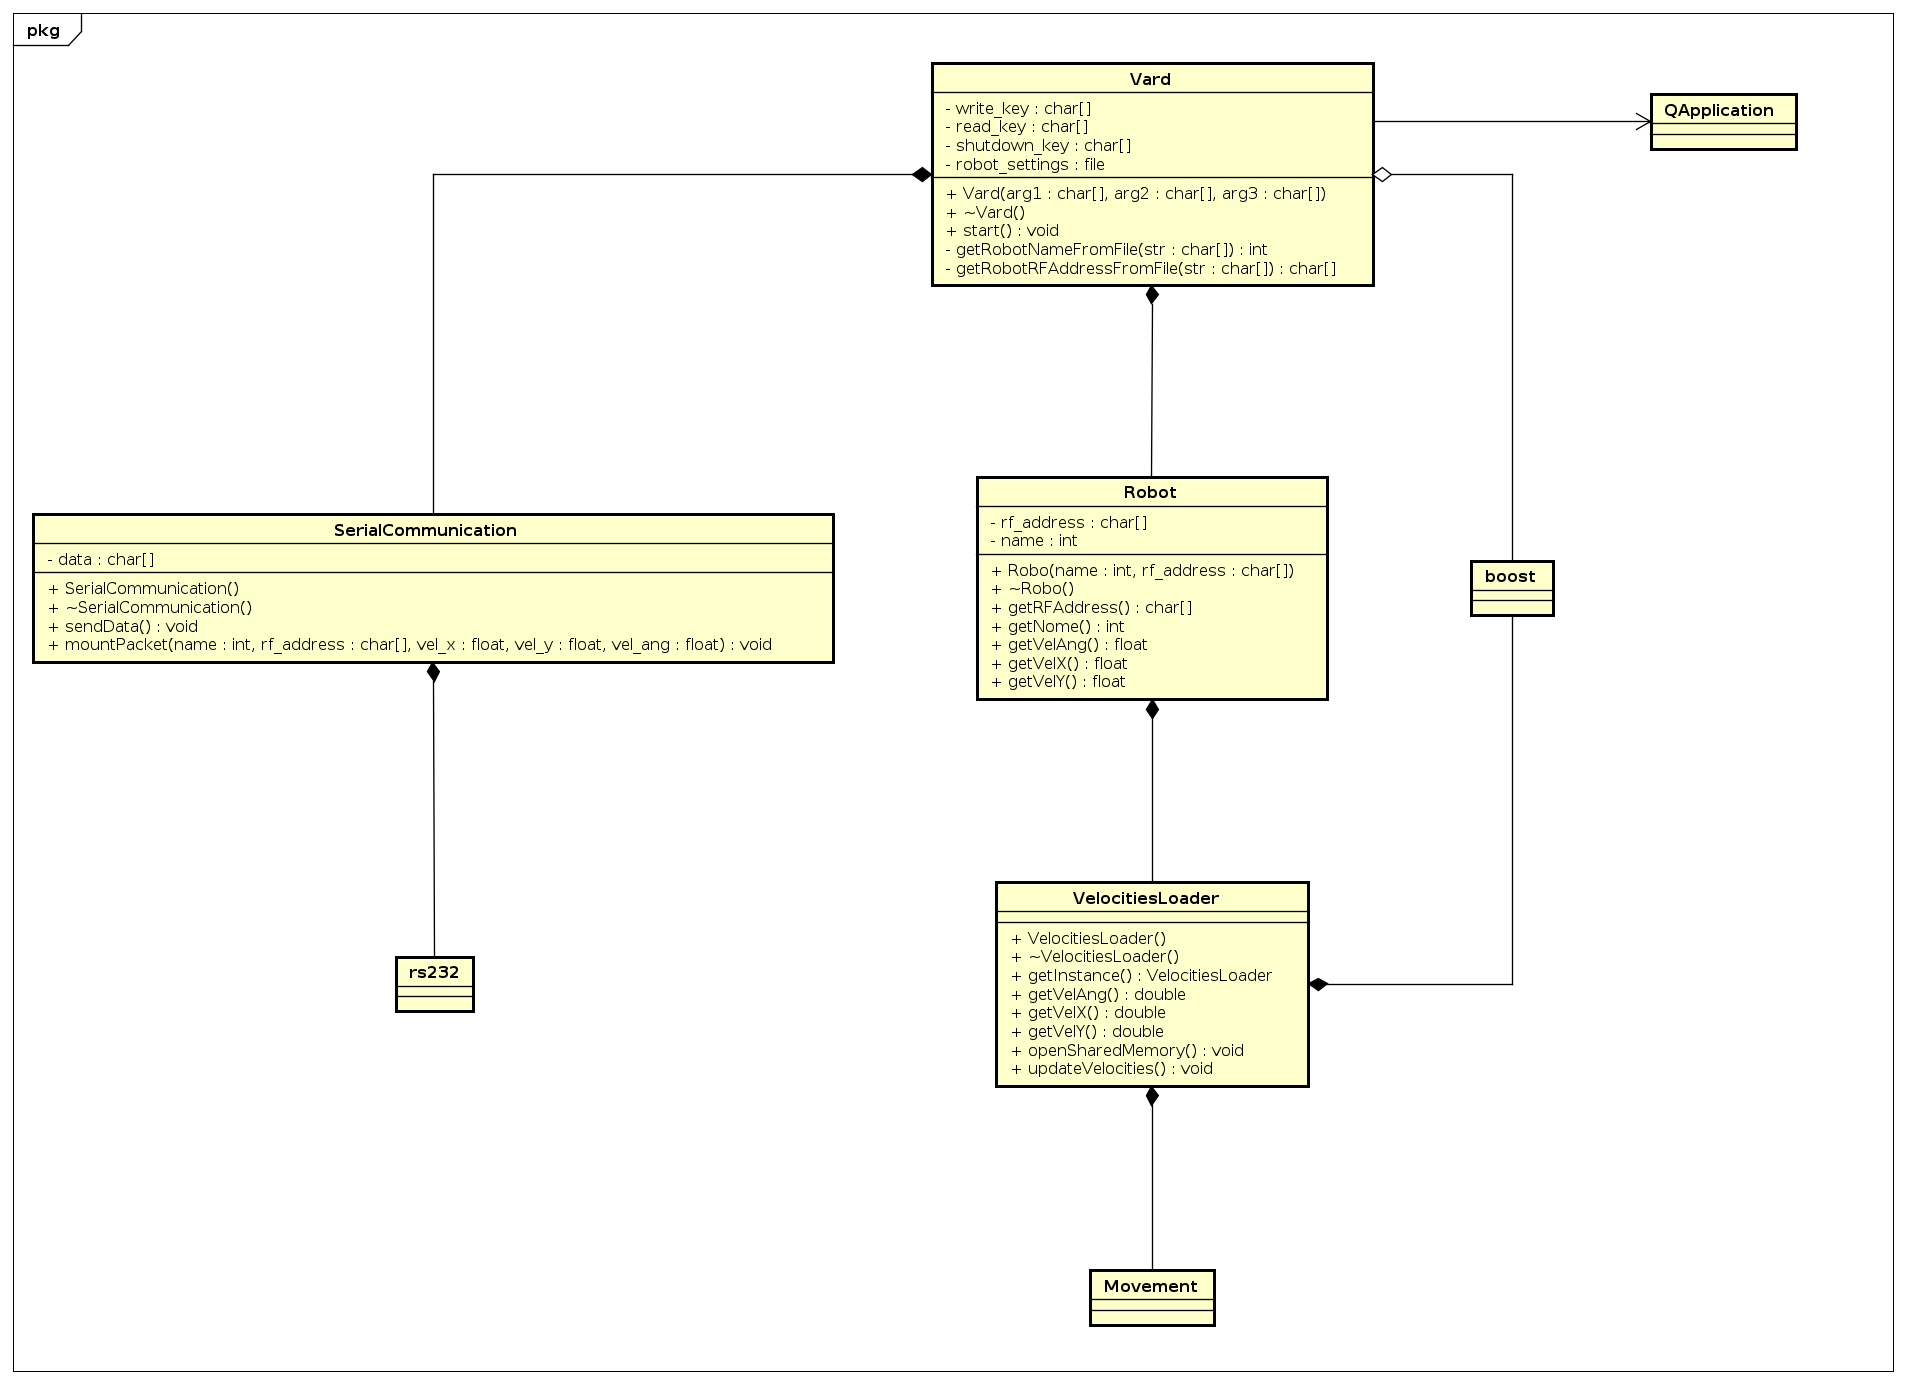 pkg
Vard
- write_key : char[]
- read_key : char[]
- shutdown_key : char[]
- robot_settings : file
+ Vard(arg1 : char[], arg2 : char[], arg3 : char[])
+ ~Vard()
+ start() : void
- getRobotNameFromFile(str : char[]) : int
- getRobotRFAddressFromFile(str : char[]) : char[]
QApplication
SerialCommunication
- data : char[]
+ SerialCommunication()
+ ~SerialCommunication()
+ sendData() : void
+ mountPacket(name : int, rf_address : char[], vel_x : float, vel_y : float, vel_ang : float) : void
Robot
- rf_address : char[]
- name : int
+ Robo(name : int, rf_address : char[])
+ ~Robo()
+ getRFAddress() : char[]
+ getNome() : int
+ getVelAng() : float
+ getVelX() : float
+ getVelY() : float
boost
rs232
VelocitiesLoader
+ VelocitiesLoader()
+ ~VelocitiesLoader()
+ getInstance() : VelocitiesLoader
+ getVelAng() : double
+ getVelX() : double
+ getVelY() : double
+ openSharedMemory() : void
+ updateVelocities() : void
Movement